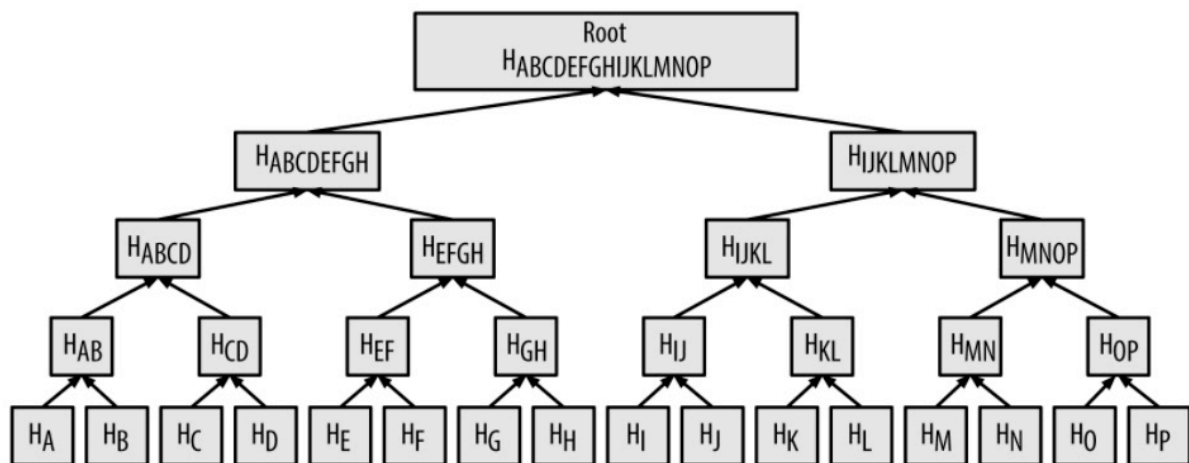 Root
HABCDEFGHIJKLMNOP
HABCDEFGH
HIJKLMNOP
HABCD
HEFGH
HIJKL
HMNOP
HAB
HCD
HEF
HGH
HIJ
HKL
HMN
HOP
HA
HB
HC
HD
HE
HF
HG
HH
HI
HJ
HK
HL
HM
HN
HO
HP